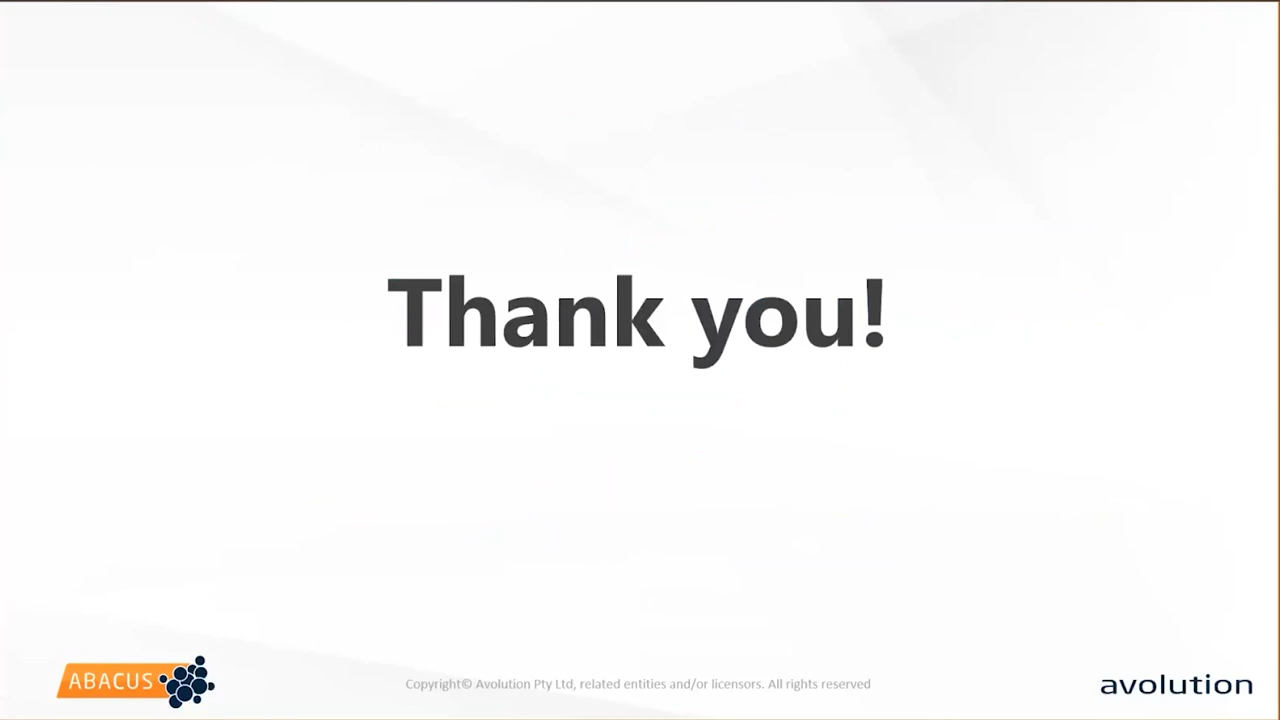 Thank you!
ABACUS
Copyright© Avolution Pty Ltd, related entities and/or licensors. All rights reserved
avolution